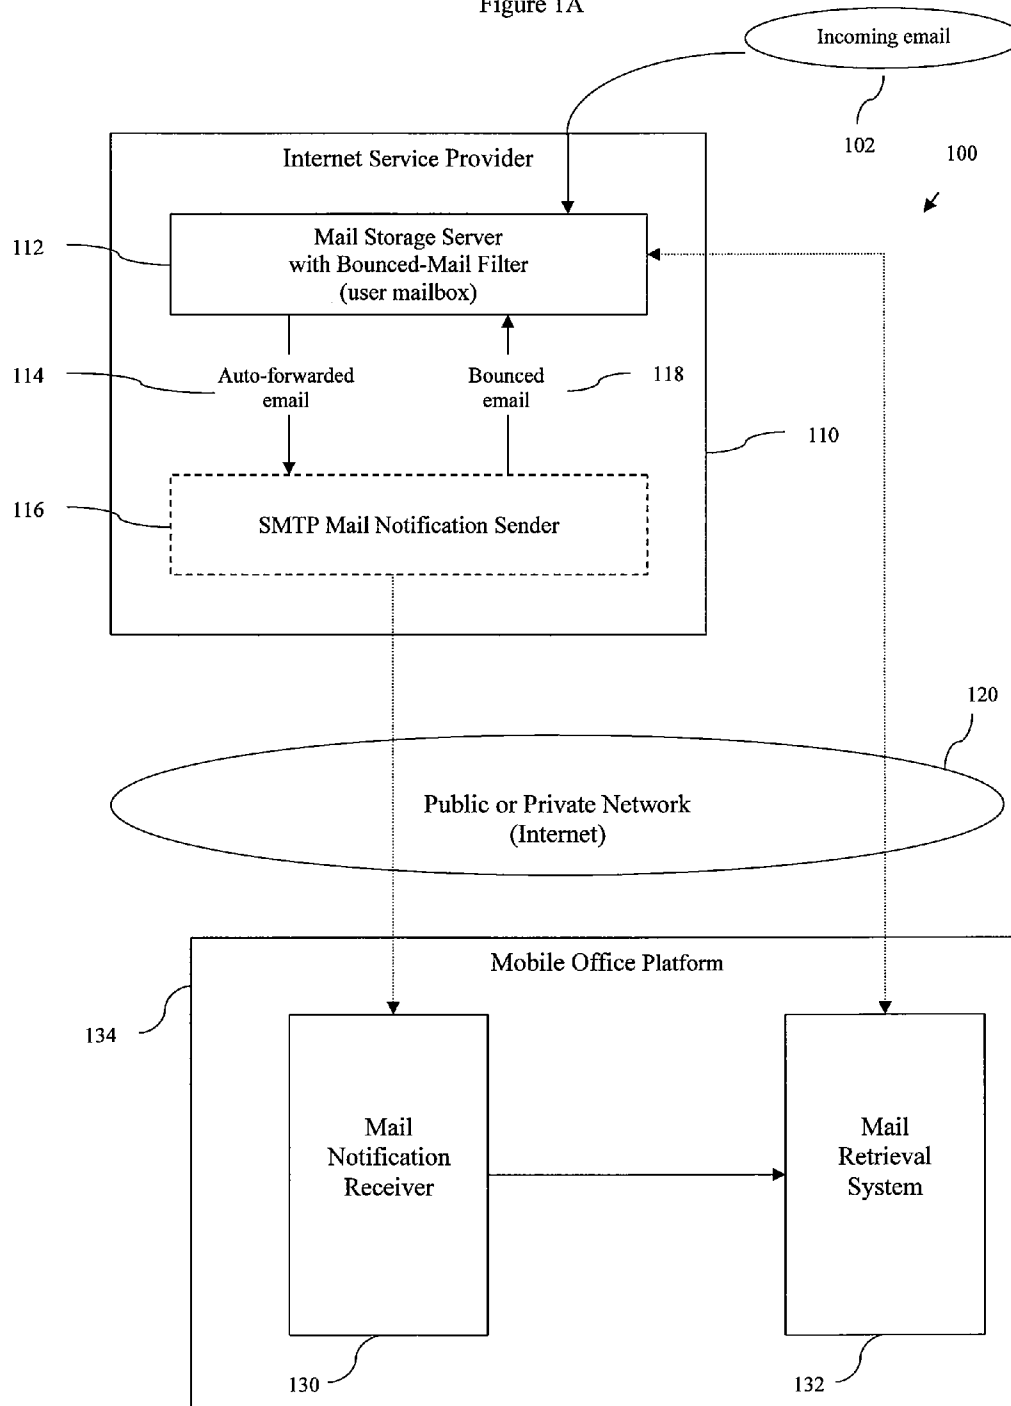 Figure 1A
Incoming email
102
100
Internet Service Provider
112
Mail Storage Server
with Bounced-Mail Filter
(user mailbox)
114
Auto-forwarded
email
Bounced
email
118
110
116
SMTP Mail Notification Sender
120
Public or Private Network
(Internet)
Mobile Office Platform
134
Mail
Notification
Receiver
Mail
Retrieval
System
130
132